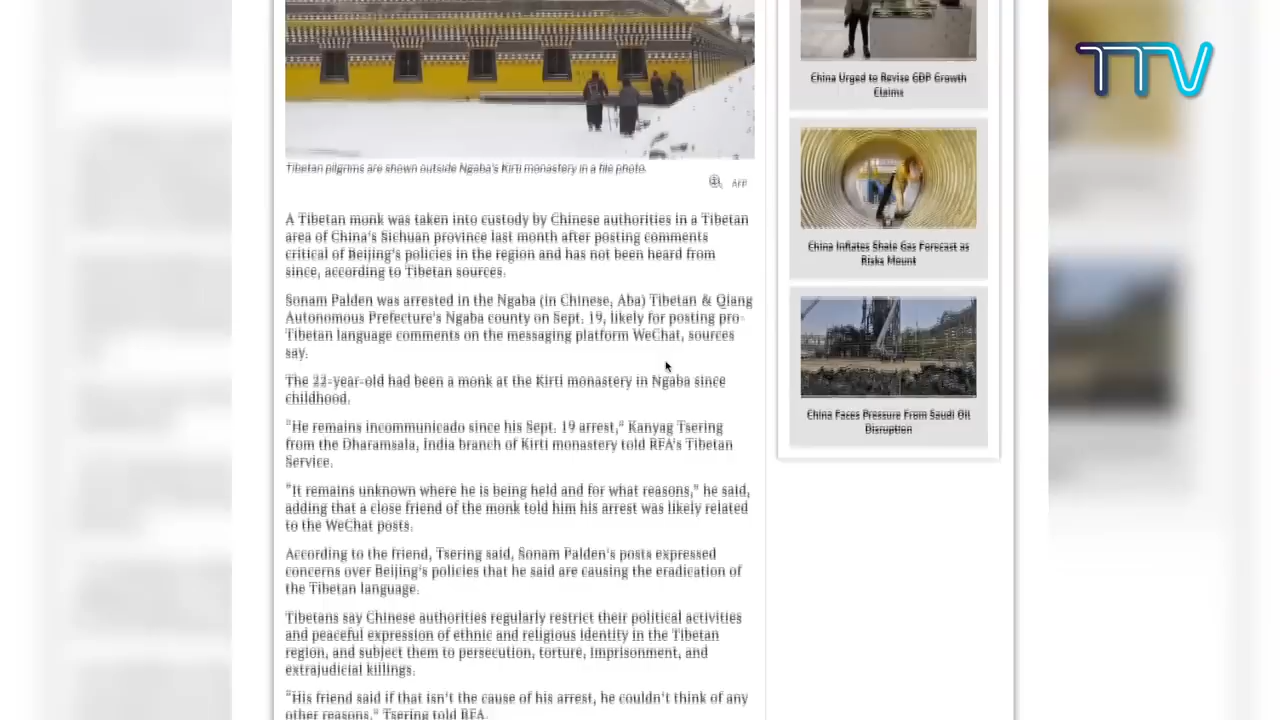 TTV
China Urged to Revise GDP Growth
Claims
China Inflates Shale Gas Forecast as
Risks Mount
China Faces Pressure From Saudi Oil
Disruption
Tibetan pilgrims are shown outside Ngaba's Kirti monastery in a file photo.
AFP
A Tibetan monk was taken into custody by Chinese authorities in a Tibetan
area of China's Sichuan province last month after posting comments
critical of Beijing's policies in the region and has not been heard from
since, according to Tibetan sources.
Sonam Palden was arrested in the Ngaba (in Chinese, Aba) Tibetan & Qiang
Autonomous Prefecture's Ngaba county on Sept. 19, likely for posting pro-
Tibetan language comments on the messaging platform WeChat, sources
say.
The 22-year-old had been a monk at the Kirti monastery in Ngaba since
childhood.
"He remains incommunicado since his Sept. 19 arrest," Kanyag Tsering
from the Dharamsala, India branch of Kirti monastery told RFA's Tibetan
Service.
"It remains unknown where he is being held and for what reasons," he said,
adding that a close friend of the monk told him his arrest was likely related
to the WeChat posts.
According to the friend, Tsering said, Sonam Palden's posts expressed
concerns over Beijing's policies that he said are causing the eradication of
the Tibetan language.
Tibetans say Chinese authorities regularly restrict their political activities
and peaceful expression of ethnic and religious identity in the Tibetan
region, and subject them to persecution, torture, imprisonment, and
extrajudicial killings.
"His friend said if that isn't the cause of his arrest, he couldn't think of any
other reasons," Tsering told RFA.